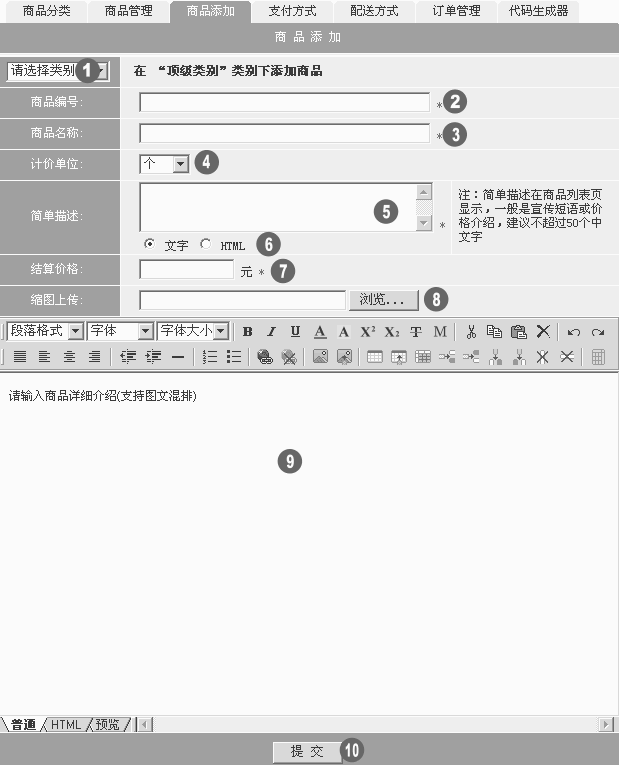 商品分类 商品管理 商品添加 支付方式 配送方式 订单管理 代码生成器
商 品 添 加
请选择类别 1 在 “顶级类别”类别下添加商品
商品编号: * 2
商品名称: * 3
计价单位: 个 4
简单描述: 5 *
注：简单描述在商品列表页
显示，一般是宣传短语或价
格介绍，建议不超过50个中
文字
文字 HTML 6
结算价格: 元 * 7
缩图上传: 浏览... 8
段落格式 字体 字体大小 B I U A A X² X₂ T M
请输入商品详细介绍(支持图文混排)
9
普通 HTML 预览
提 交 10